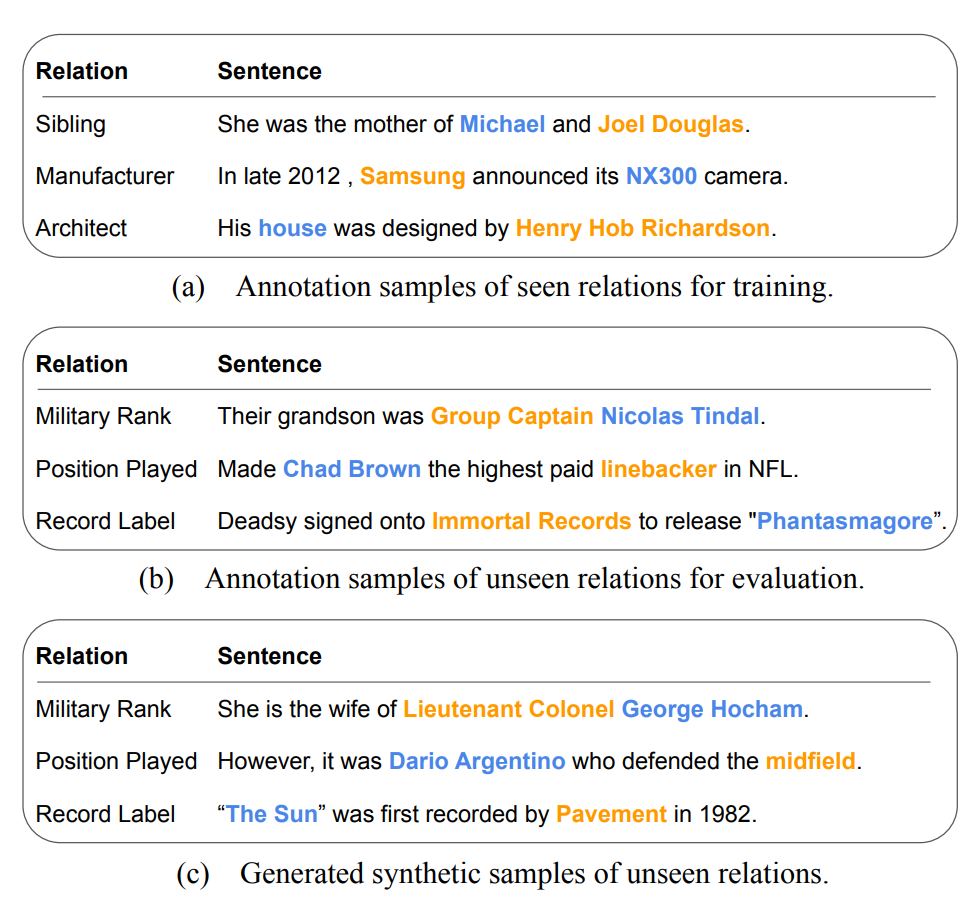 Relation Sentence
Sibling She was the mother of Michael and Joel Douglas.
Manufacturer In late 2012 , Samsung announced its NX300 camera.
Architect His house was designed by Henry Hob Richardson.
(a) Annotation samples of seen relations for training.
Relation Sentence
Military Rank Their grandson was Group Captain Nicolas Tindal.
Position Played Made Chad Brown the highest paid linebacker in NFL.
Record Label Deadsy signed onto Immortal Records to release "Phantasmagore”.
(b) Annotation samples of unseen relations for evaluation.
Relation Sentence
Military Rank She is the wife of Lieutenant Colonel George Hocham.
Position Played However, it was Dario Argentino who defended the midfield.
Record Label “The Sun” was first recorded by Pavement in 1982.
(c) Generated synthetic samples of unseen relations.